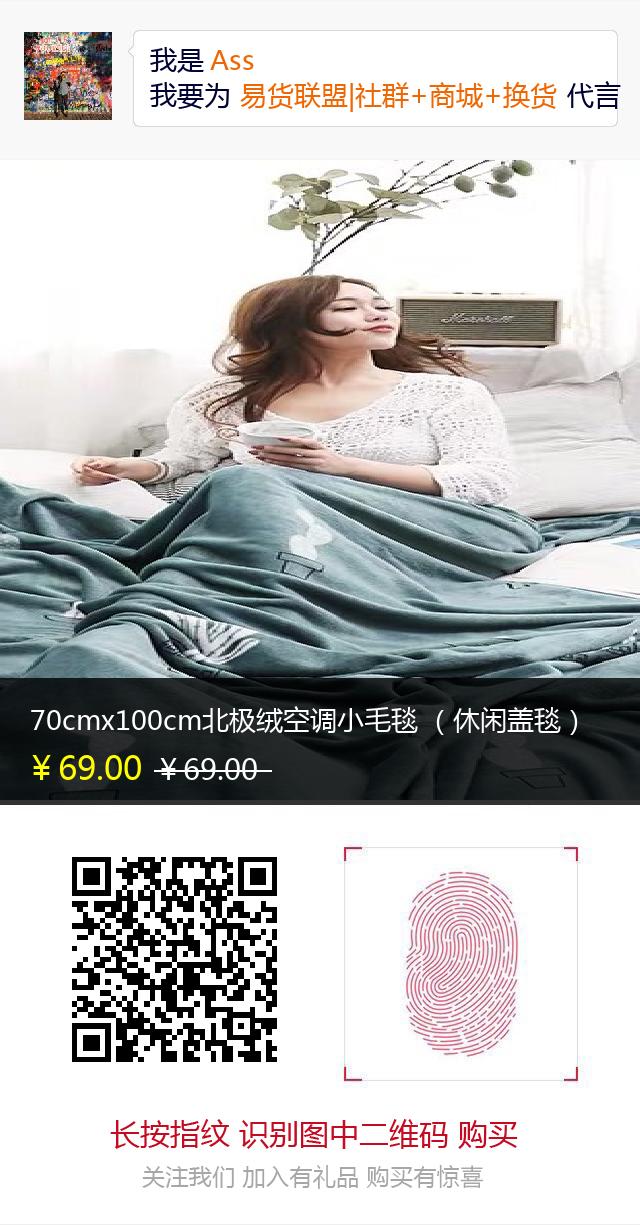 我是 Ass
我要为 易货联盟|社群+商城+换货 代言
Marshall
70cmx100cm北极绒空调小毛毯 （休闲盖毯）
￥69.00 ￥69.00
长按指纹 识别图中二维码 购买
关注我们 加入有礼品 购买有惊喜